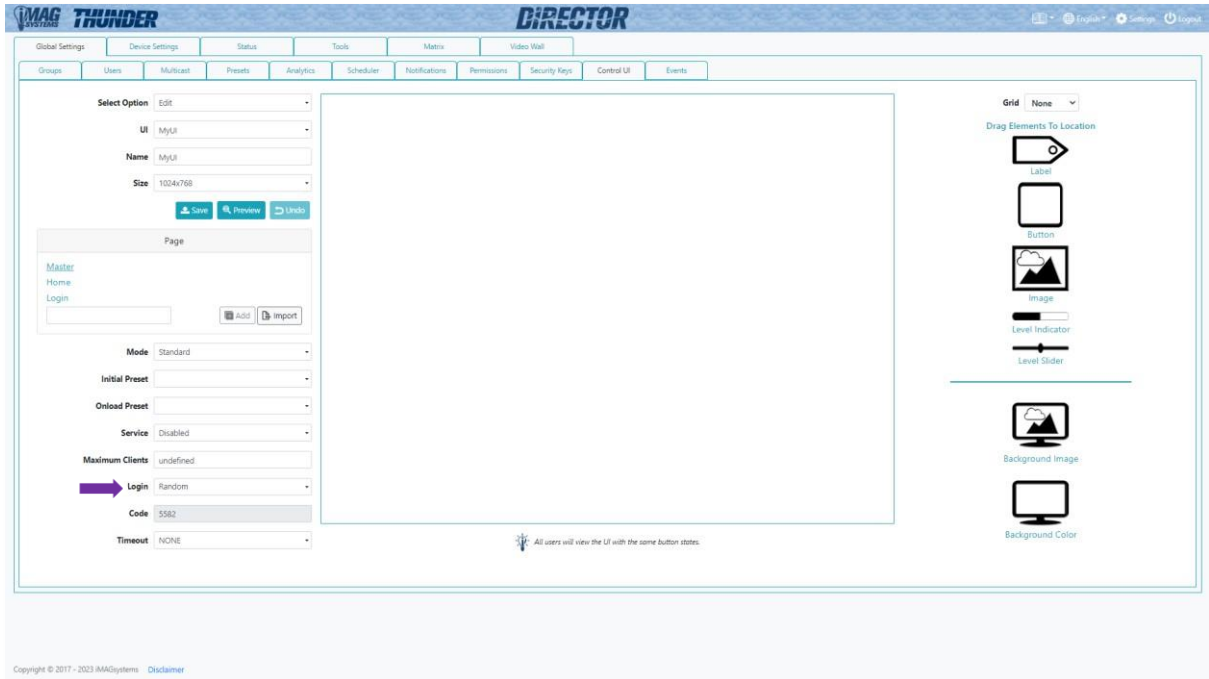 iMAG SYSTEMS THUNDER DiRECTOR English Settings Logout
Global Settings Device Settings Status Tools Matrix Video Wall
Groups Users Multicast Presets Analytics Scheduler Notifications Permissions Security Keys Control UI Events
Select Option Edit
UI MyUI
Name MyUI
Size 1024x768
Save Preview Undo
Page
Master
Home
Login
Add Import
Mode Standard
Initial Preset
Onload Preset
Service Disabled
Maximum Clients undefined
Login Random
Code 5582
Timeout NONE
All users will view the UI with the same button states.
Grid None
Drag Elements To Location
Label
Button
Image
Level Indicator
Level Slider
Background Image
Background Color
Copyright © 2017 - 2023 iMAGsystems Disclaimer